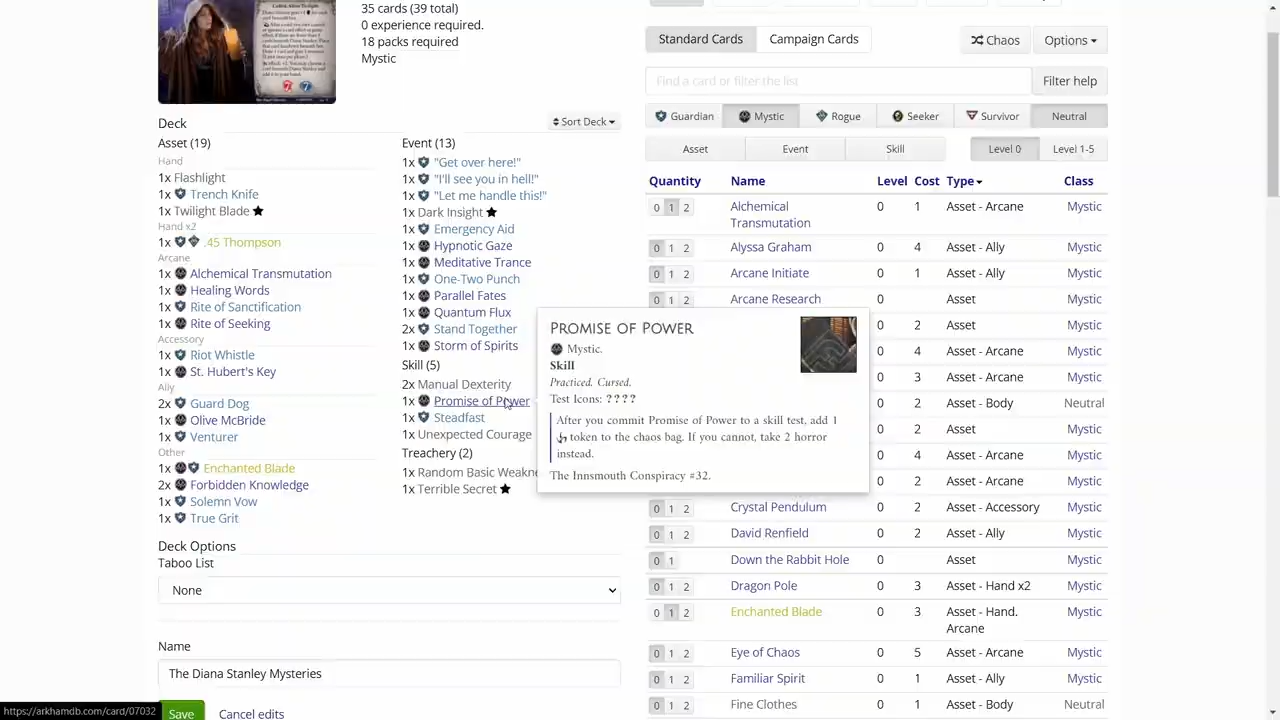 35 cards (39 total)
0 experience required.
18 packs required
Mystic
Deck
Sort Deck
Asset (19)
Hand
1x Flashlight
1x Trench Knife
1x Twilight Blade
Hand x2
1x .45 Thompson
Arcane
1x Alchemical Transmutation
1x Healing Words
1x Rite of Sanctification
1x Rite of Seeking
Accessory
1x Riot Whistle
1x St. Hubert's Key
Ally
2x Guard Dog
1x Olive McBride
1x Venturer
Other
1x Enchanted Blade
2x Forbidden Knowledge
1x Solemn Vow
1x True Grit
Event (13)
1x "Get over here!"
1x "I'll see you in hell!"
1x "Let me handle this!"
1x Dark Insight
1x Emergency Aid
1x Hypnotic Gaze
1x Meditative Trance
1x One-Two Punch
1x Parallel Fates
1x Quantum Flux
2x Stand Together
1x Storm of Spirits
Skill (5)
2x Manual Dexterity
1x Promise of Power
1x Steadfast
1x Unexpected Courage
Treachery (2)
1x Random Basic Weakne
1x Terrible Secret
Deck Options
Taboo List
None
Name
The Diana Stanley Mysteries
Save
Cancel edits
https://arkhamdb.com/card/07032
Promise of Power
Mystic.
Skill
Practiced. Cursed.
Test Icons: ????
After you commit Promise of Power to a skill test, add 1
token to the chaos bag. If you cannot, take 2 horror
instead.
The Innsmouth Conspiracy #32.
Campaign Cards
Find a card or filter the list
Filter help
Guardian
Mystic
Rogue
Seeker
Survivor
Neutral
Asset
Event
Skill
Level 0
Level 1-5
Quantity Name Level Cost Type Class
0 1 2 Alchemical Transmutation 0 1 Asset - Arcane Mystic
0 1 2 Alyssa Graham 0 4 Asset - Ally Mystic
0 1 2 Arcane Initiate 0 1 Asset - Ally Mystic
0 1 2 Arcane Research 0 Asset Mystic
0 2 Asset - Arcane Mystic
0 4 Asset - Arcane Mystic
0 3 Asset - Arcane Mystic
0 2 Asset - Body Neutral
0 2 Asset Mystic
0 4 Asset - Arcane Mystic
0 2 Asset - Arcane Mystic
0 1 2 Crystal Pendulum 0 2 Asset - Accessory Mystic
0 1 2 David Renfield 0 2 Asset - Ally Mystic
0 1 Down the Rabbit Hole 0 Asset Mystic
0 1 2 Dragon Pole 0 3 Asset - Hand x2 Mystic
0 1 2 Enchanted Blade 0 3 Asset - Hand. Arcane Mystic
0 1 2 Eye of Chaos 0 5 Asset - Arcane Mystic
0 1 2 Familiar Spirit 0 2 Asset - Ally Mystic
1 Asset - Body Neutral